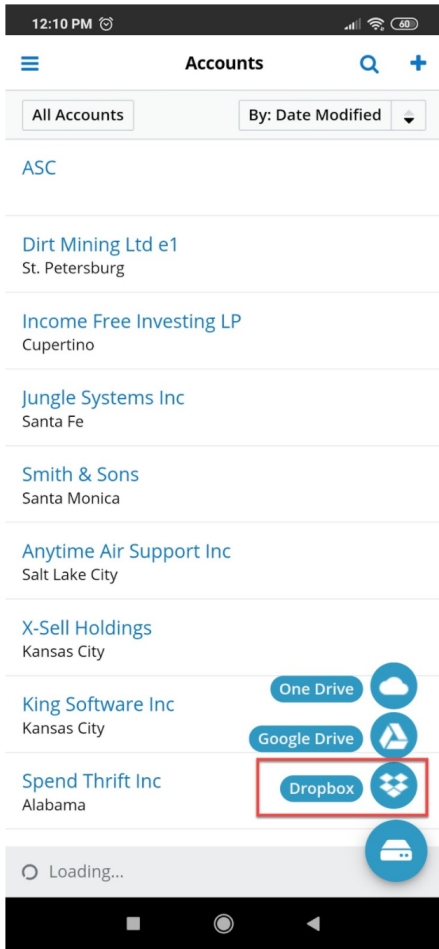 12:10 PM
60
Accounts
All Accounts
By: Date Modified
ASC
Dirt Mining Ltd e1
St. Petersburg
Income Free Investing LP
Cupertino
Jungle Systems Inc
Santa Fe
Smith & Sons
Santa Monica
Anytime Air Support Inc
Salt Lake City
X-Sell Holdings
Kansas City
One Drive
King Software Inc
Kansas City
Google Drive
Spend Thrift Inc
Alabama
Dropbox
Loading...